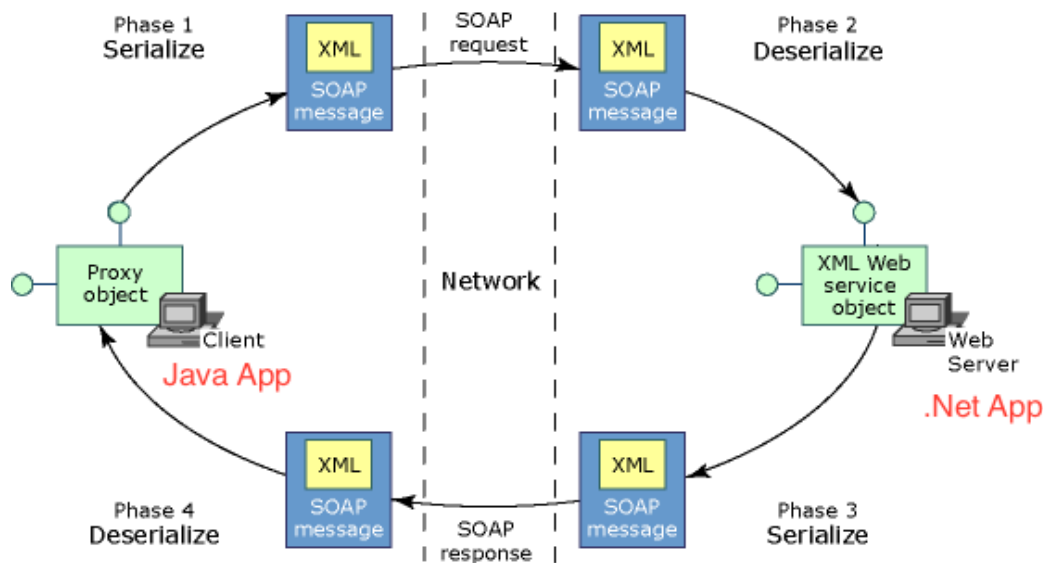 Phase 1
Serialize
XML
SOAP
message
SOAP
request
XML
SOAP
message
Phase 2
Deserialize
Proxy
object
Client
Java App
Network
XML Web
service
object
Web
Server
.Net App
Phase 4
Deserialize
XML
SOAP
message
SOAP
response
XML
SOAP
message
Phase 3
Serialize